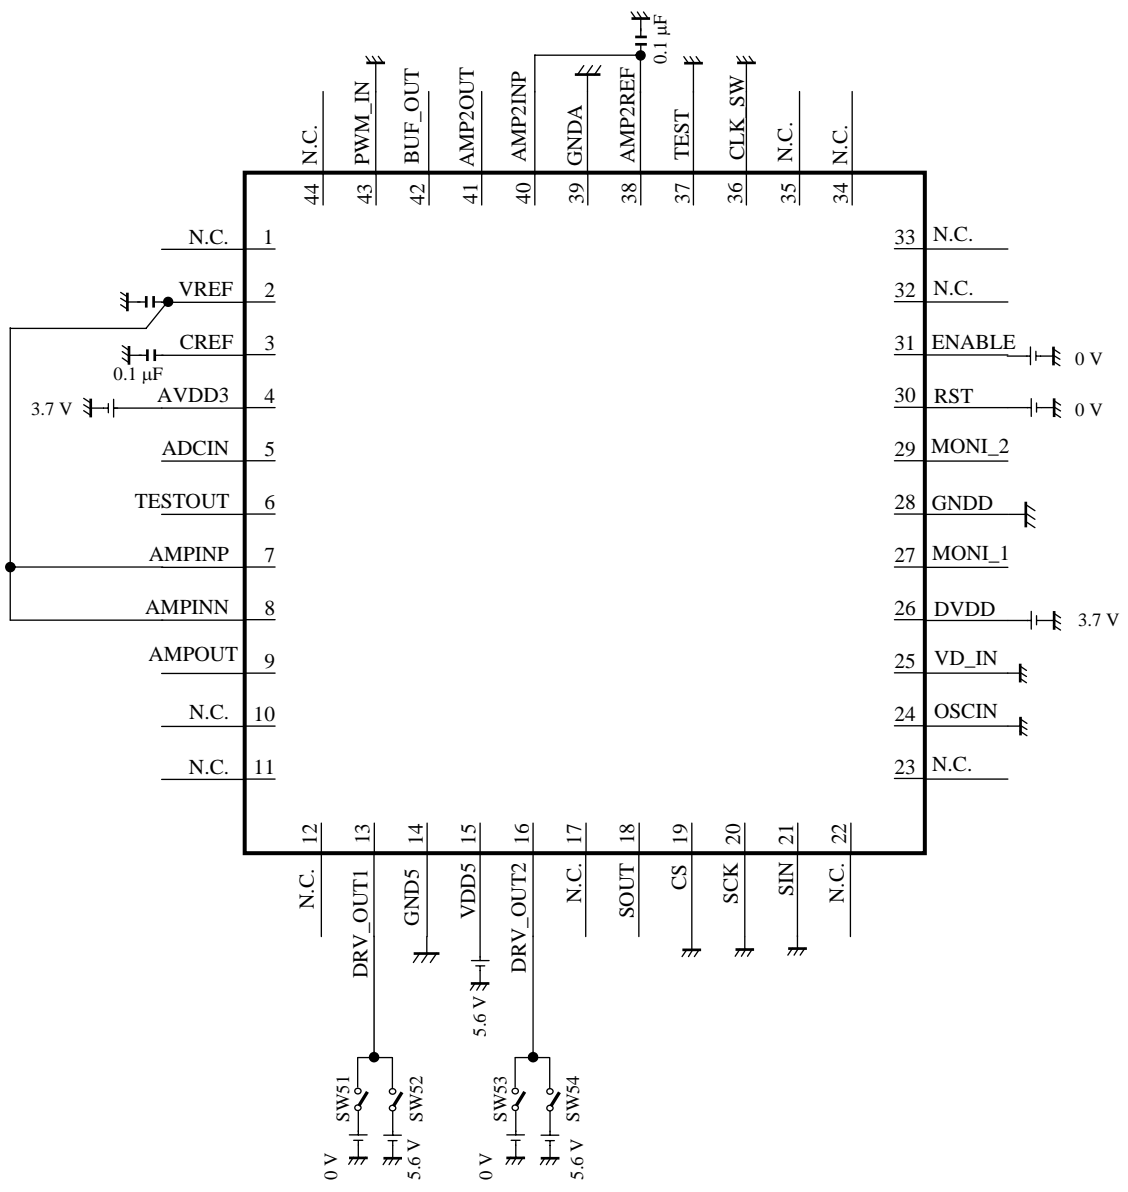 0.1 μF
N.C.
PWM_IN
BUF_OUT
AMP2OUT
AMP2INP
GNDA
AMP2REF
TEST
CLK_SW
N.C.
N.C.
44
43
42
41
40
39
38
37
36
35
34
N.C. 1
VREF 2
CREF 3
0.1 μF
3.7 V AVDD3 4
ADCIN 5
TESTOUT 6
AMPINP 7
AMPINN 8
AMPOUT 9
N.C. 10
N.C. 11
33 N.C.
32 N.C.
31 ENABLE 0 V
30 RST 0 V
29 MONI_2
28 GNDD
27 MONI_1
26 DVDD 3.7 V
25 VD_IN
24 OSCIN
23 N.C.
12
13
14
15
16
17
18
19
20
21
22
N.C.
DRV_OUT1
GND5
VDD5
DRV_OUT2
N.C.
SOUT
CS
SCK
SIN
N.C.
5.6 V
SW51
SW52
SW53
SW54
0 V
5.6 V
0 V
5.6 V